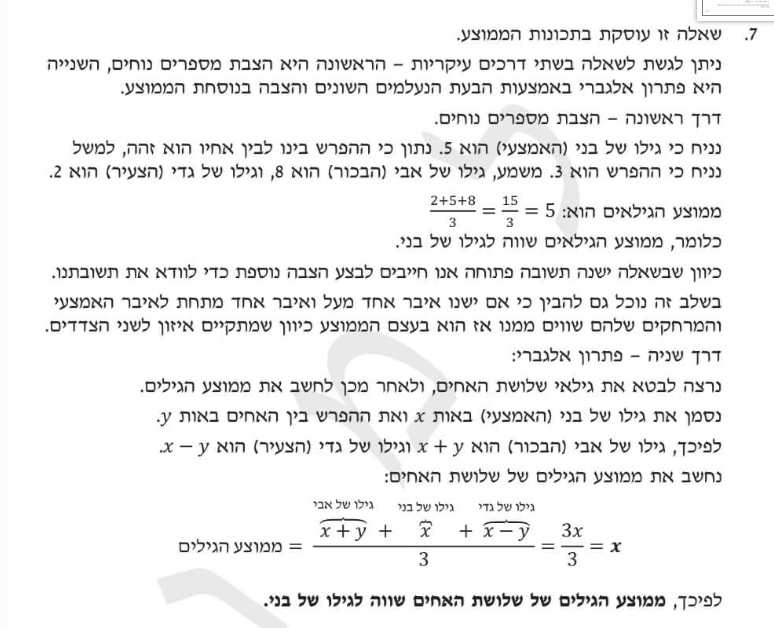 7. שאלה זו עוסקת בתכונות הממוצע.
ניתן לגשת לשאלה בשתי דרכים עיקריות – הראשונה היא הצבת מספרים נוחים, השנייה
היא פתרון אלגברי באמצעות הבעת הנעלמים השונים והצבה בנוסחת הממוצע.
דרך ראשונה – הצבת מספרים נוחים.
נניח כי גילו של בני (האמצעי) הוא 5. נתון כי ההפרש בינו לבין אחיו הוא זהה, למשל
נניח כי ההפרש הוא 3. משמע, גילו של אבי (הבכור) הוא 8, וגילו של גדי (הצעיר) הוא 2.
ממוצע הגילאים הוא: 5 = 15/3 = 2+5+8/3
כלומר, ממוצע הגילאים שווה לגילו של בני.
כיוון שבשאלה ישנה תשובה פתוחה אנו חייבים לבצע הצבה נוספת כדי לוודא את תשובתנו.
בשלב זה נוכל גם להבין כי אם ישנו איבר אחד מעל ואיבר אחד מתחת לאיבר האמצעי
והמרחקים שלהם שווים ממנו אז הוא בעצם הממוצע כיוון שמתקיים איזון לשני הצדדים.
דרך שניה – פתרון אלגברי:
נרצה לבטא את גילאי שלושת האחים, ולאחר מכן לחשב את ממוצע הגילים.
נסמן את גילו של בני (האמצעי) באות x ואת ההפרש בין האחים באות y.
לפיכך, גילו של אבי (הבכור) הוא x + y וגילו של גדי (הצעיר) הוא x − y.
נחשב את ממוצע הגילים של שלושת האחים:
גילו של אבי גילו של בני גילו של גדי
x + y + x + x − y 3x
ממוצע הגילים = = = x
3 3
לפיכך, ממוצע הגילים של שלושת האחים שווה לגילו של בני.